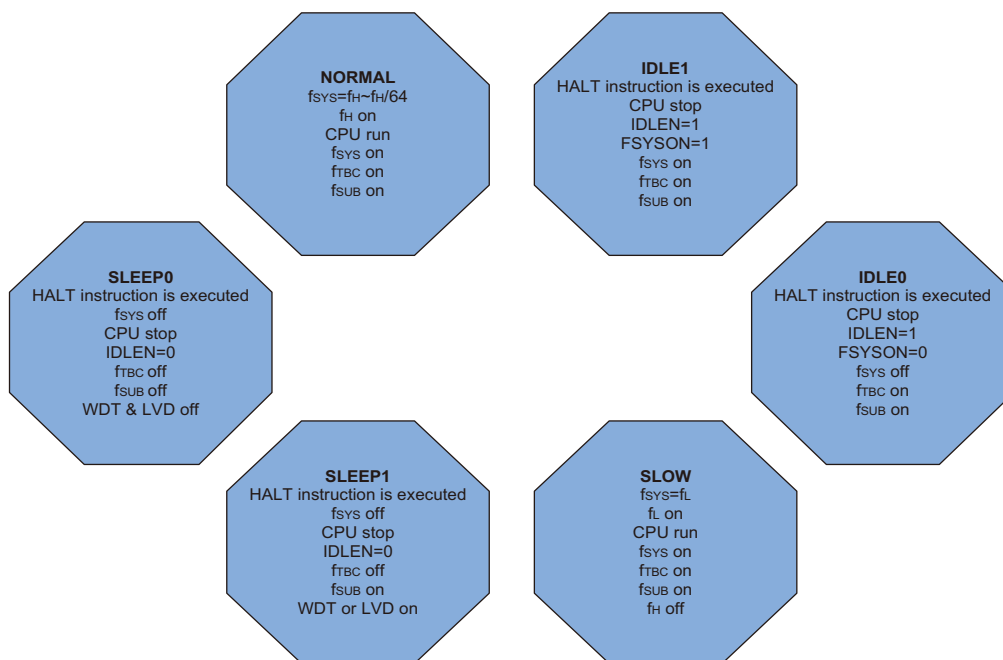 NORMAL
fSYS=fH~fH/64
fH on
CPU run
fSYS on
fTBC on
fSUB on
IDLE1
HALT instruction is executed
CPU stop
IDLEN=1
FSYSON=1
fSYS on
fTBC on
fSUB on
SLEEP0
HALT instruction is executed
fSYS off
CPU stop
IDLEN=0
fTBC off
fSUB off
WDT & LVD off
IDLE0
HALT instruction is executed
CPU stop
IDLEN=1
FSYSON=0
fSYS off
fTBC on
fSUB on
SLEEP1
HALT instruction is executed
fSYS off
CPU stop
IDLEN=0
fTBC off
fSUB on
WDT or LVD on
SLOW
fSYS=fL
fL on
CPU run
fSYS on
fTBC on
fSUB on
fH off